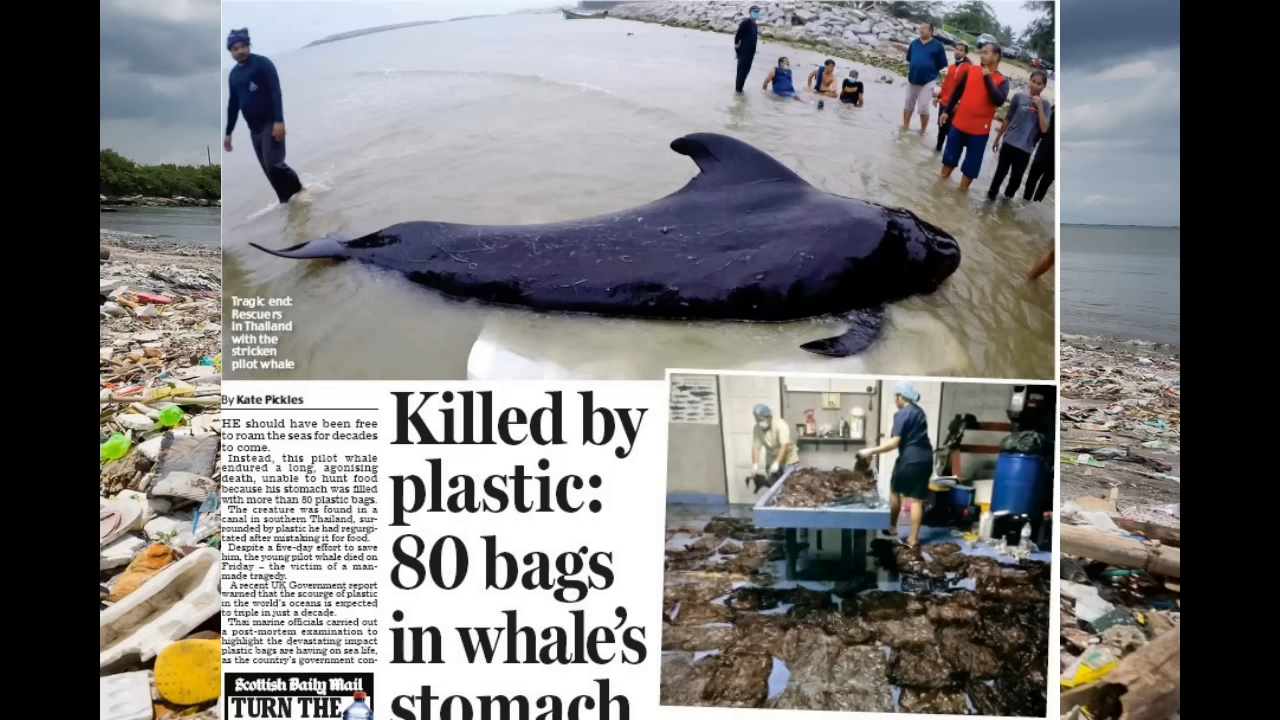 Tragic end:
Rescuers
in Thailand
with the
stricken
pilot whale
By Kate Pickles
HE should have been free
to roam the seas for decades
to come.
Instead, this pilot whale
endured a long, agonising
death, unable to hunt food
because his stomach was filled
with more than 80 plastic bags.
The creature was found in a
canal in southern Thailand, sur-
rounded by plastic he had regurgi-
tated after mistaking it for food.
Despite a five-day effort to save
him, the young pilot whale died on
Friday – the victim of a man-
made tragedy.
A recent UK Government report
warned that the scourge of plastic
in the world's oceans is expected
to triple in just a decade.
Thai marine officials carried out
a post-mortem examination to
highlight the devastating impact
plastic bags are having on sea life,
as the country's government con-
Scottish Daily Mail
TURN THE
Killed by
plastic:
80 bags
in whale's
stomach